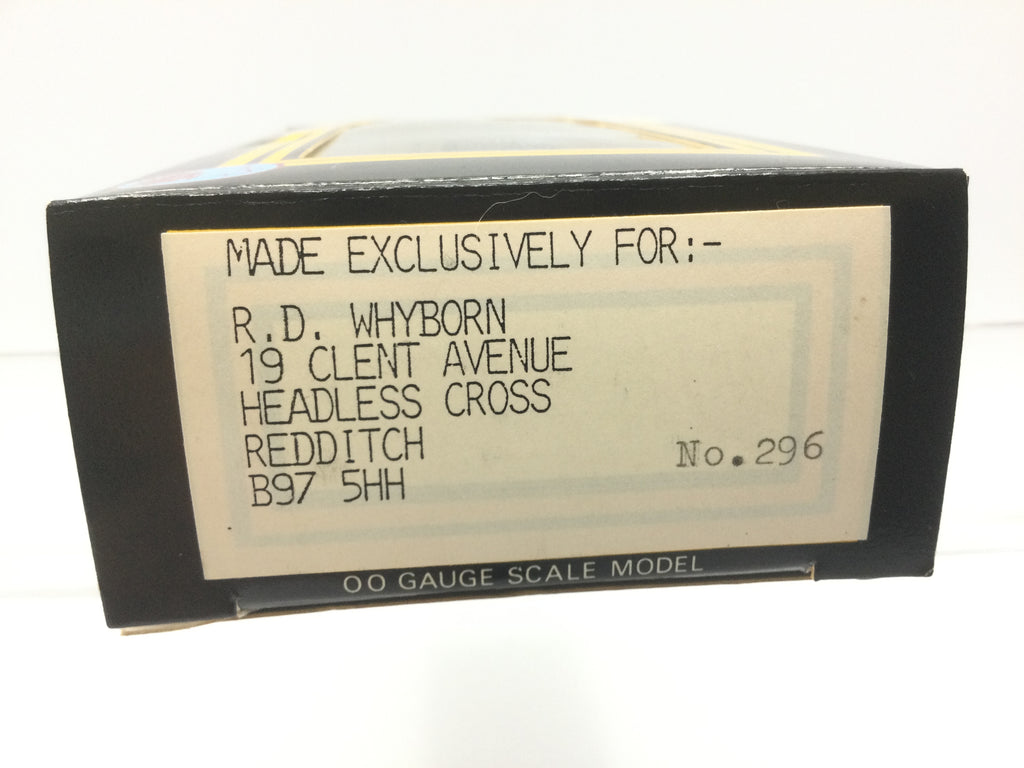 MADE EXCLUSIVELY FOR:-
R.D. WHYBORN
19 CLENT AVENUE
HEADLESS CROSS
REDDITCH
B97 5HH
No.296
OO GAUGE SCALE MODEL